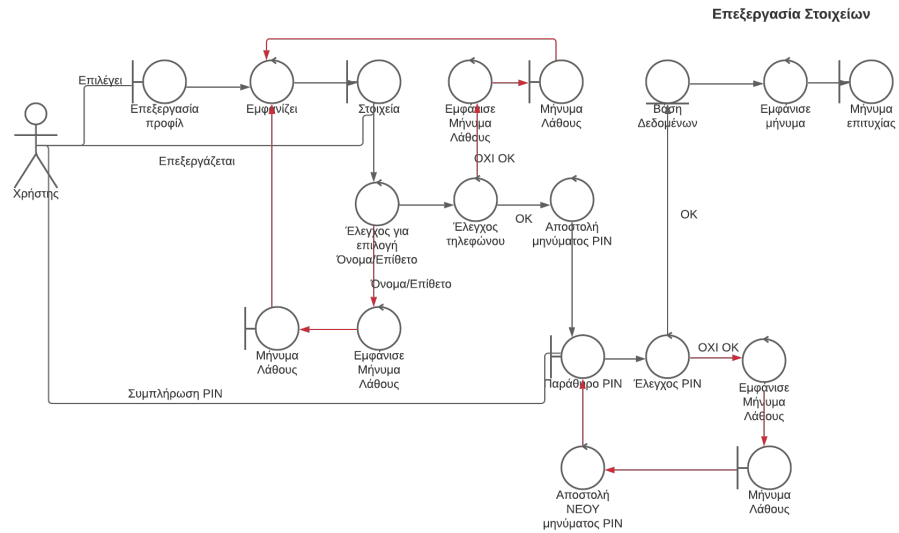 Επεξεργασία Στοιχείων
Επιλέγει
Επεξεργασία
προφίλ
Εμφανίζει
Στοιχεία
Εμφάνισε
Μήνυμα
Λάθους
Μήνυμα
Λάθους
Βάση
Δεδομένων
Εμφάνισε
μήνυμα
Μήνυμα
επιτυχίας
Χρήστης
Επεξεργάζεται
ΟΧΙ ΟΚ
Έλεγχος για
επιλογή
Όνομα/Επίθετο
Έλεγχος
τηλεφώνου
ΟΚ
Αποστολή
μηνύματος PIN
ΟΚ
Όνομα/Επίθετο
Μήνυμα
Λάθους
Εμφάνισε
Μήνυμα
Λάθους
Συμπλήρωση PIN
Παράθυρο PIN
Έλεγχος PIN
ΟΧΙ ΟΚ
Εμφάνισε
Μήνυμα
Λάθους
Αποστολή
ΝΕΟΥ
μηνύματος PIN
Μήνυμα
Λάθους